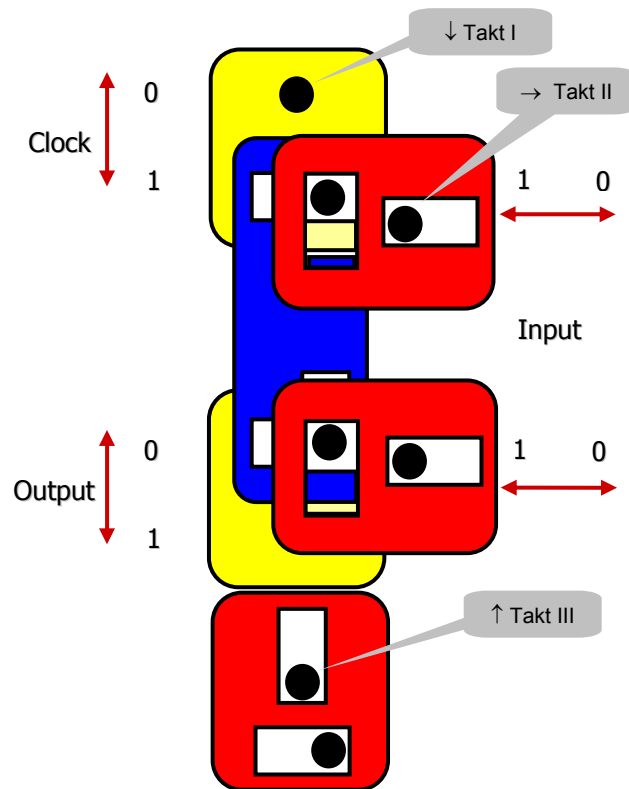 ↓ Takt I
0
→ Takt II
Clock
1
1 0
Input
0
1 0
Output
1
↑ Takt III